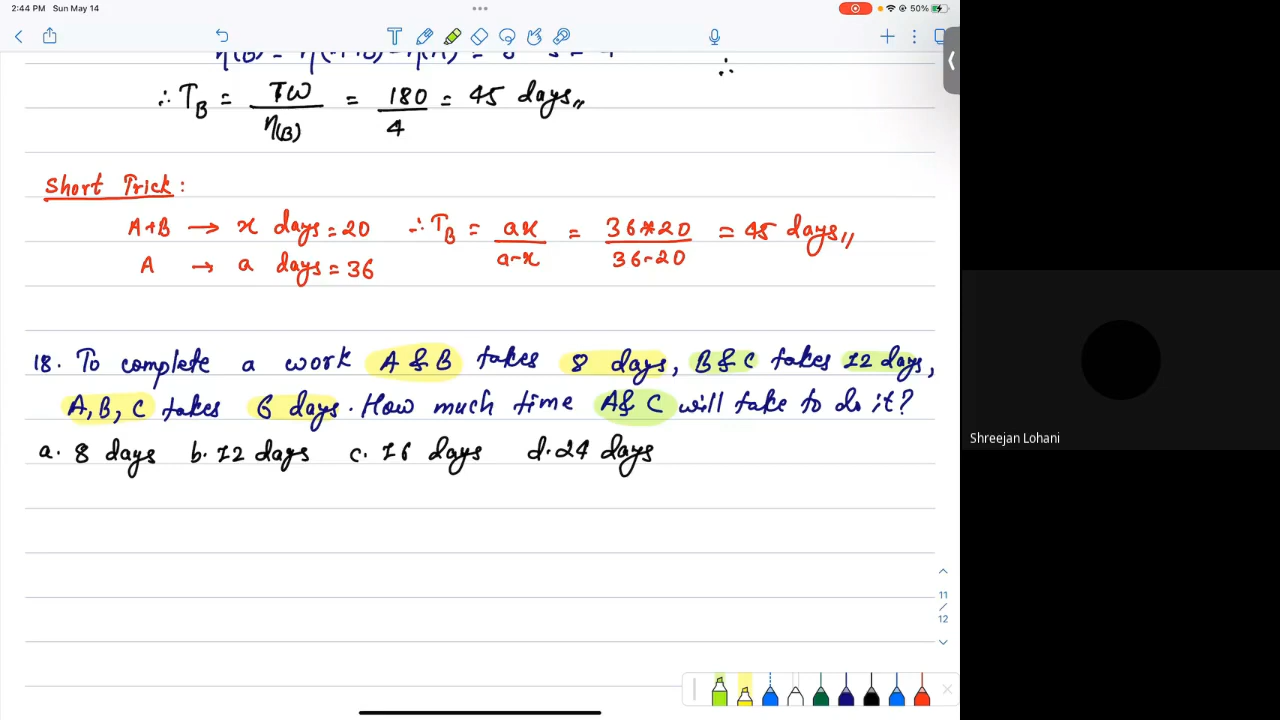 2:44 PM Sun May 14
50%
∴ T_B = TW / η(B) = 180 / 4 = 45 days,,
∴
Short Trick:
A+B → x days = 20 ∴ T_B = ax / a-x = 36*20 / 36-20 = 45 days,,
A → a days = 36
18. To complete a work A & B takes 8 days, B & C takes 12 days,
A, B, C takes 6 days. How much time A & C will take to do it?
a. 8 days b. 12 days c. 16 days d. 24 days
Shreejan Lohani
11
/
12